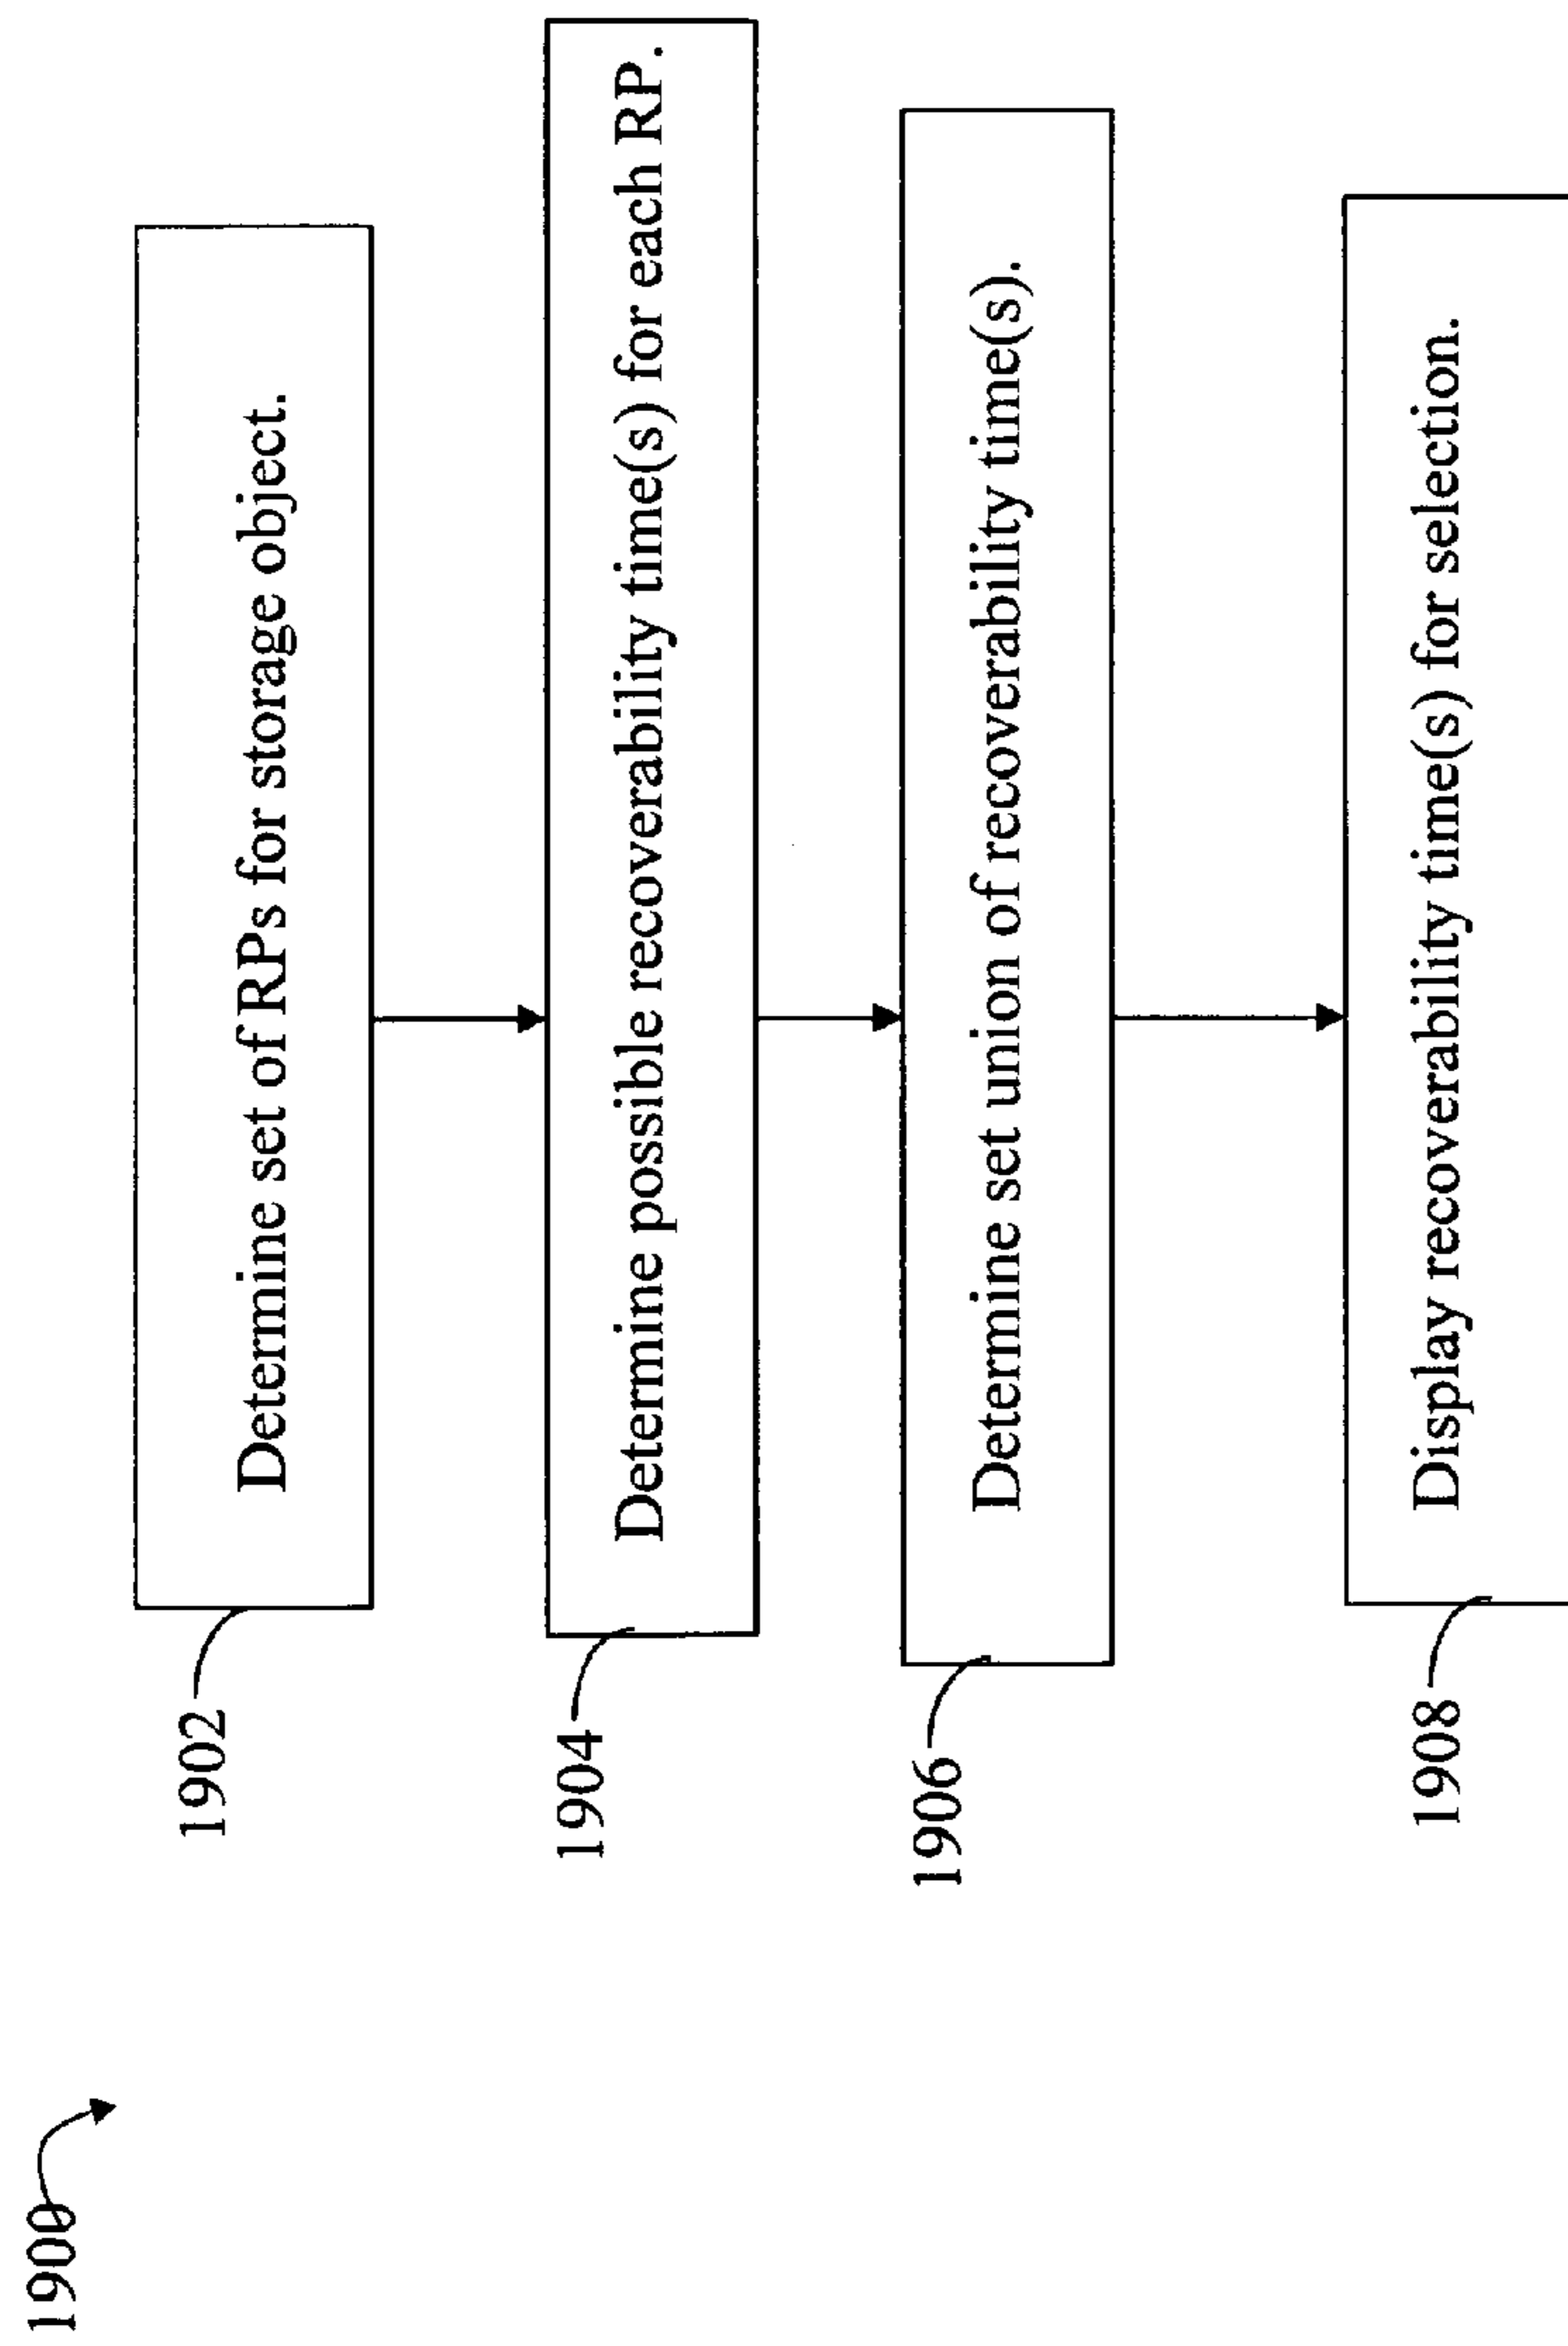 1900
1902
Determine set of RPs for storage object.
1904
Determine possible recoverability time(s) for each RP.
1906
Determine set union of recoverability time(s).
1908
Display recoverability time(s) for selection.